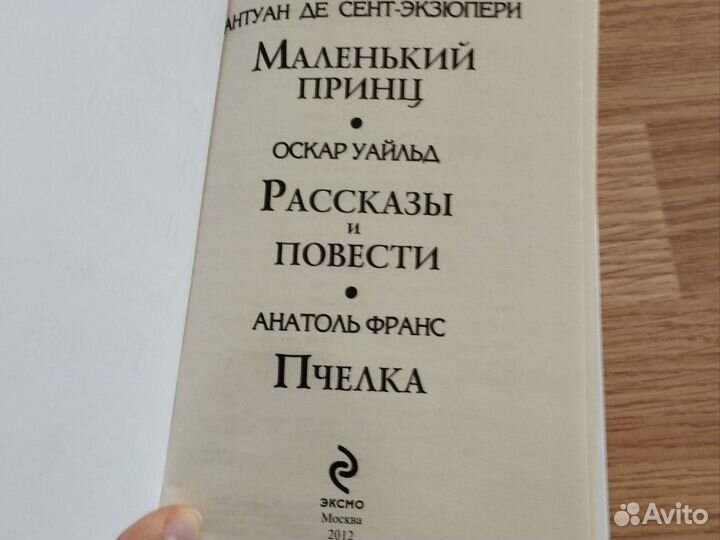 АНТУАН ДЕ СЕНТ-ЭКЗЮПЕРИ
МАЛЕНЬКИЙ
ПРИНЦ
•
ОСКАР УАЙЛЬД
РАССКАЗЫ
И
ПОВЕСТИ
•
АНАТОЛЬ ФРАНС
ПЧЕЛКА
ЭКСМО
Москва
2012
Avito